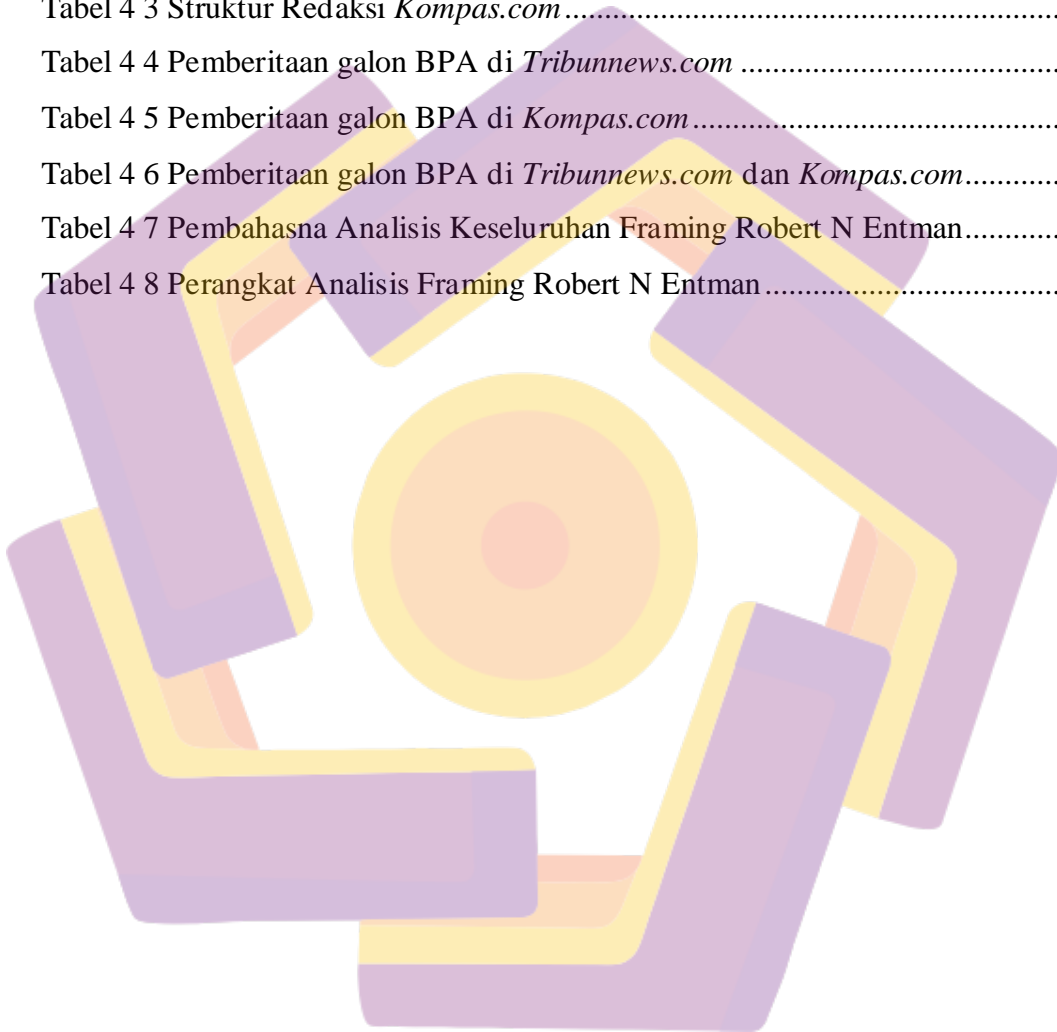 Tabel 4 3 Struktur Redaksi Kompas.com.............................................................
Tabel 4 4 Pemberitaan galon BPA di Tribunnews.com ..........................................
Tabel 4 5 Pemberitaan galon BPA di Kompas.com................................................
Tabel 4 6 Pemberitaan galon BPA di Tribunnews.com dan Kompas.com............
Tabel 4 7 Pembahasna Analisis Keseluruhan Framing Robert N Entman............
Tabel 4 8 Perangkat Analisis Framing Robert N Entman ......................................